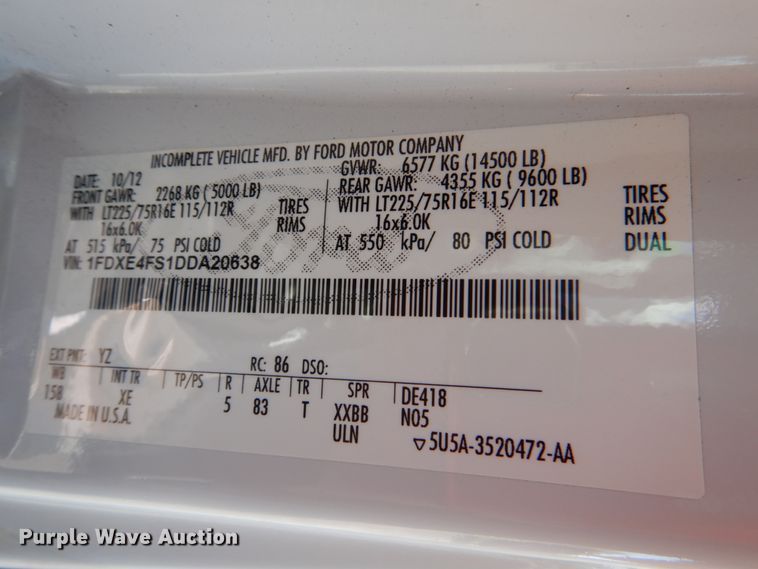 INCOMPLETE VEHICLE MFD. BY FORD MOTOR COMPANY
DATE: 10/12 GVWR: 6577 KG (14500 LB)
FRONT GAWR: 2268 KG ( 5000 LB) REAR GAWR: 4355 KG ( 9600 LB)
WITH LT225/75R16E 115/112R TIRES WITH LT225/75R16E 115/112R TIRES
16x6.0K RIMS 16x6.0K RIMS
AT 515 kPa/ 75 PSI COLD AT 550 kPa/ 80 PSI COLD DUAL
VIN: 1FDXE4FS1DDA20638
Ford
EXT PNT: YZ RC: 86 DSO:
WB INT TR TP/PS R AXLE TR SPR DE418
158 XE 5 83 T XXBB N05
MADE IN U.S.A. ULN ▽5U5A-3520472-AA
Purple Wave Auction